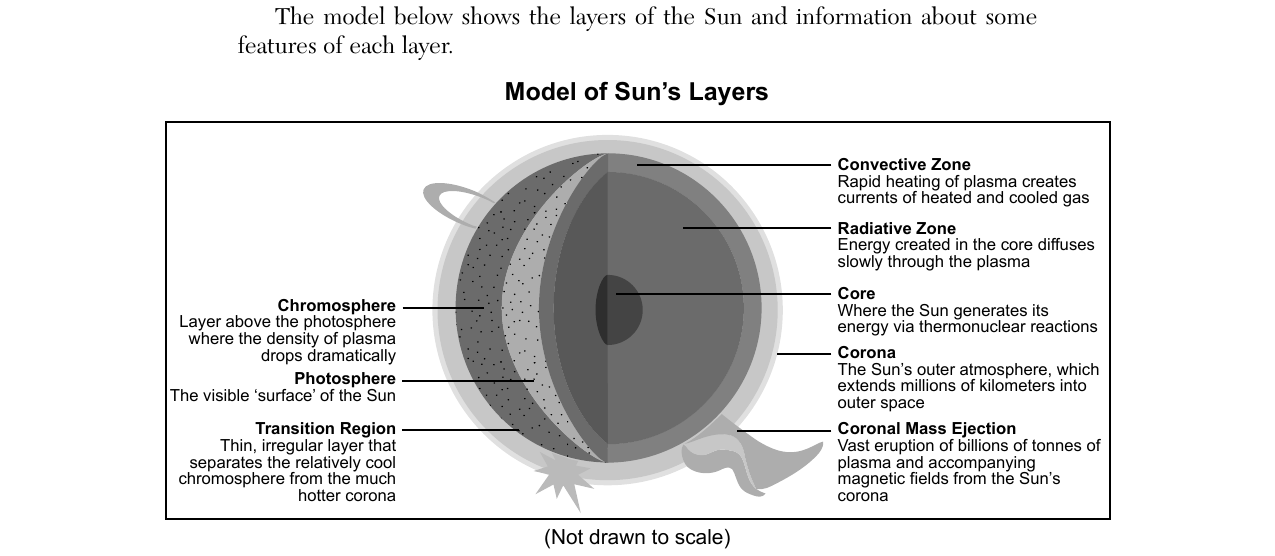 The model below shows the layers of the Sun and information about some
features of each layer.
Model of Sun’s Layers
Chromosphere
Layer above the photosphere
where the density of plasma
drops dramatically
Photosphere
The visible ‘surface’ of the Sun
Transition Region
Thin, irregular layer that
separates the relatively cool
chromosphere from the much
hotter corona
Convective Zone
Rapid heating of plasma creates
currents of heated and cooled gas
Radiative Zone
Energy created in the core diffuses
slowly through the plasma
Core
Where the Sun generates its
energy via thermonuclear reactions
Corona
The Sun’s outer atmosphere, which
extends millions of kilometers into
outer space
Coronal Mass Ejection
Vast eruption of billions of tonnes of
plasma and accompanying
magnetic fields from the Sun’s
corona
(Not drawn to scale)